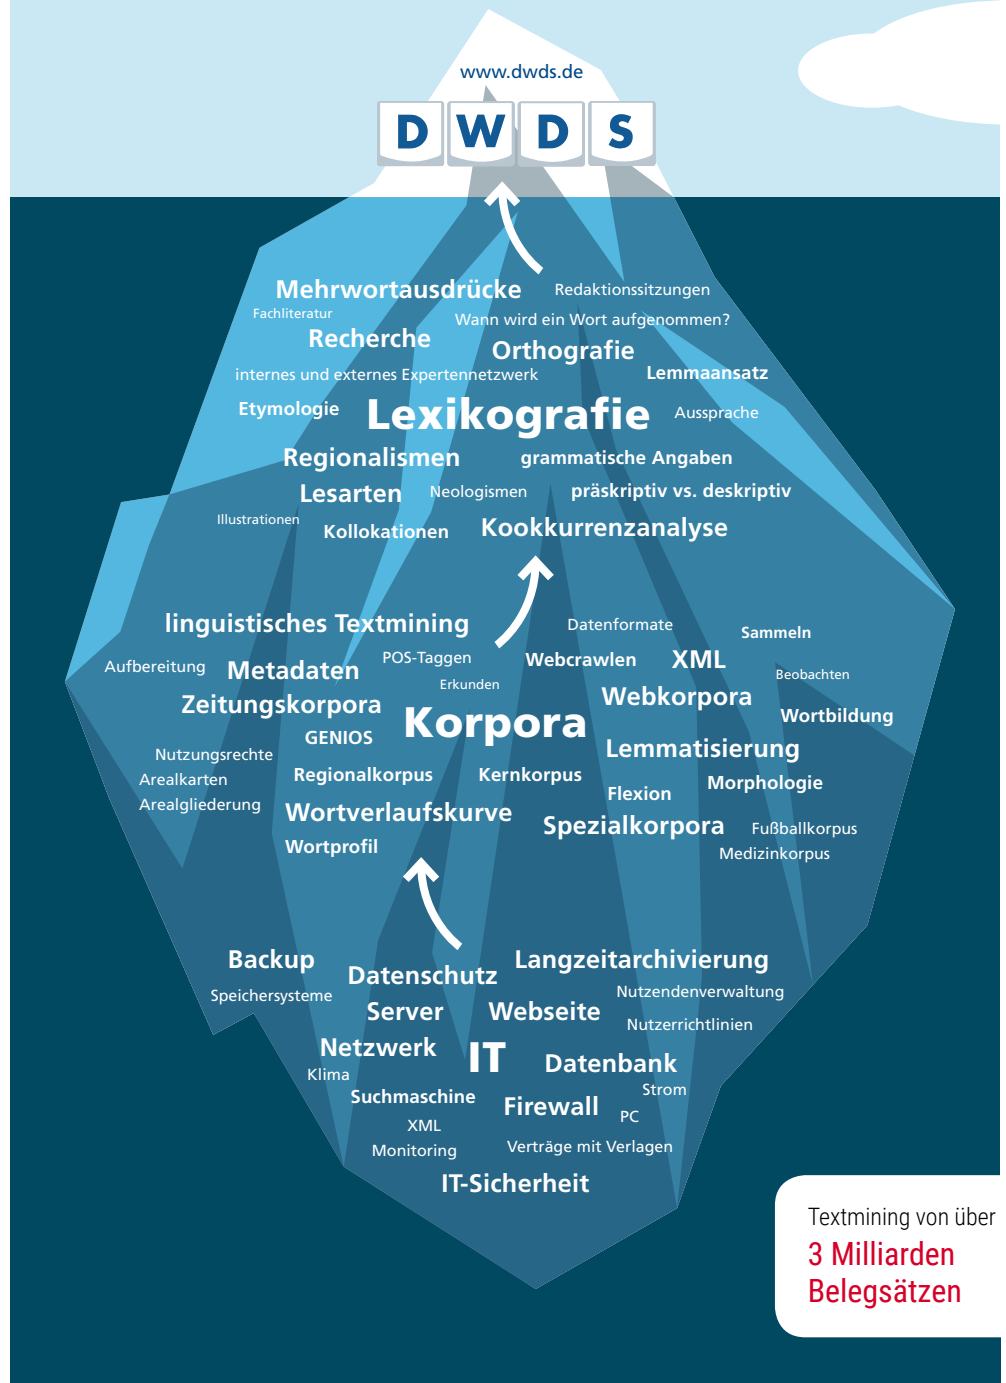 www.dwds.de
D W D S
Mehrwortausdrücke Redaktionssitzungen
Fachliteratur Wann wird ein Wort aufgenommen?
Recherche Orthografie
internes und externes Expertennetzwerk Lemmaansatz
Etymologie Lexikografie Aussprache
Regionalismen grammatische Angaben
Lesarten Neologismen präskriptiv vs. deskriptiv
Illustrationen Kollokationen Kookkurrenzanalyse
linguistisches Textmining Datenformate Sammeln
Aufbereitung Metadaten POS-Taggen Webcrawlen XML
Erkunden Beobachten
Zeitungskorpora Korpora Webkorpora Wortbildung
GENIOS Lemmatisierung
Nutzungsrechte
Arealkarten Regionalkorpus Kernkorpus Flexion Morphologie
Arealgliederung Wortverlaufskurve Spezialkorpora Fußballkorpus
Wortprofil Medizinkorpus
Backup Datenschutz Langzeitarchivierung
Speichersysteme Nutzendenverwaltung
Server Webseite Nutzerrichtlinien
Netzwerk IT Datenbank
Klima Strom
Suchmaschine Firewall PC
XML
Monitoring Verträge mit Verlagen
IT-Sicherheit
Textmining von über
3 Milliarden
Belegsätzen